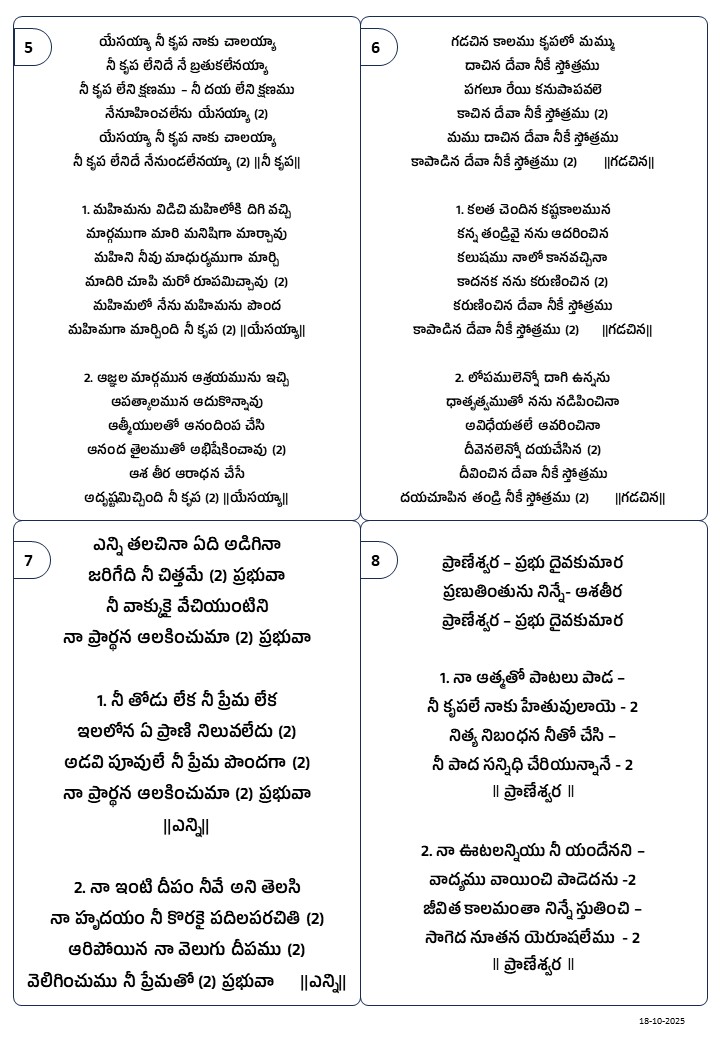 5
యేసయ్యా నీ కృప నాకు చాలయ్యా
నీ కృప లేనిదే నే బ్రతుకలేనయ్యా
నీ కృప లేని క్షణము – నీ దయ లేని క్షణము
నేనూహించలేను యేసయ్యా (2)
యేసయ్యా నీ కృప నాకు చాలయ్యా
నీ కృప లేనిదే నేనుండలేనయ్యా (2) ||నీ కృప||
1. మహిమను విడిచి మహిలోకి దిగి వచ్చి
మార్గముగా మారి మనిషిగా మార్చావు
మహిని నీవు మాధుర్యముగా మార్చి
మాదిరి చూపి మరో రూపమిచ్చావు (2)
మహిమలో నేను మహిమను పొంద
మహిమగా మార్చింది నీ కృప (2) ||యేసయ్యా||
2. ఆజ్ఞల మార్గమున ఆశ్రయమును ఇచ్చి
ఆపత్కాలమున ఆదుకొన్నావు
ఆత్మీయులతో ఆనందింప చేసి
ఆనంద తైలముతో అభిషేకించావు (2)
ఆశ తీర ఆరాధన చేసే
అదృష్టమిచ్చింది నీ కృప (2) ||యేసయ్యా||
6
గడచిన కాలము కృపలో మమ్ము
దాచిన దేవా నీకే స్తోత్రము
పగలూ రేయి కనుపాపవలె
కాచిన దేవా నీకే స్తోత్రము (2)
మము దాచిన దేవా నీకే స్తోత్రము
కాపాడిన దేవా నీకే స్తోత్రము (2) ||గడచిన||
1. కలత చెందిన కష్టకాలమున
కన్న తండ్రివై నను ఆదరించిన
కలుషము నాలో కానవచ్చినా
కాదనక నను కరుణించిన (2)
కరుణించిన దేవా నీకే స్తోత్రము
కాపాడిన దేవా నీకే స్తోత్రము (2) ||గడచిన||
2. లోపములెన్నో దాగి ఉన్నను
ధాతృత్వముతో నను నడిపించినా
అవిధేయతలే ఆవరించినా
దీవెనలెన్నో దయచేసిన (2)
దీవించిన దేవా నీకే స్తోత్రము
దయచూపిన తండ్రి నీకే స్తోత్రము (2) ||గడచిన||
7
ఎన్ని తలచినా ఏది అడిగినా
జరిగేది నీ చిత్తమే (2) ప్రభువా
నీ వాక్కుకై వేచియుంటిని
నా ప్రార్థన ఆలకించుమా (2) ప్రభువా
1. నీ తోడు లేక నీ ప్రేమ లేక
ఇలలోన ఏ ప్రాణి నిలువలేదు (2)
అడవి పూవులే నీ ప్రేమ పొందగా (2)
నా ప్రార్థన ఆలకించుమా (2) ప్రభువా
||ఎన్ని||
2. నా ఇంటి దీపం నీవే అని తెలసి
నా హృదయం నీ కొరకై పదిలపరచితి (2)
ఆరిపోయిన నా వెలుగు దీపము (2)
వెలిగించుము నీ ప్రేమతో (2) ప్రభువా ||ఎన్ని||
8
ప్రాణేశ్వర – ప్రభు దైవకుమార
ప్రణుతింతును నిన్నే- ఆశతీర
ప్రాణేశ్వర – ప్రభు దైవకుమార
1. నా ఆత్మతో పాటలు పాడ –
నీ కృపలే నాకు హేతువులాయె - 2
నిత్య నిబంధన నీతో చేసి –
నీ పాద సన్నిధి చేరియున్నానే - 2
|| ప్రాణేశ్వర ||
2. నా ఊటలన్నియు నీ యందేనని –
వాద్యము వాయించి పాడెదను -2
జీవిత కాలమంతా నిన్నే స్తుతించి –
సాగెద నూతన యెరూషలేము - 2
|| ప్రాణేశ్వర ||
18-10-2025